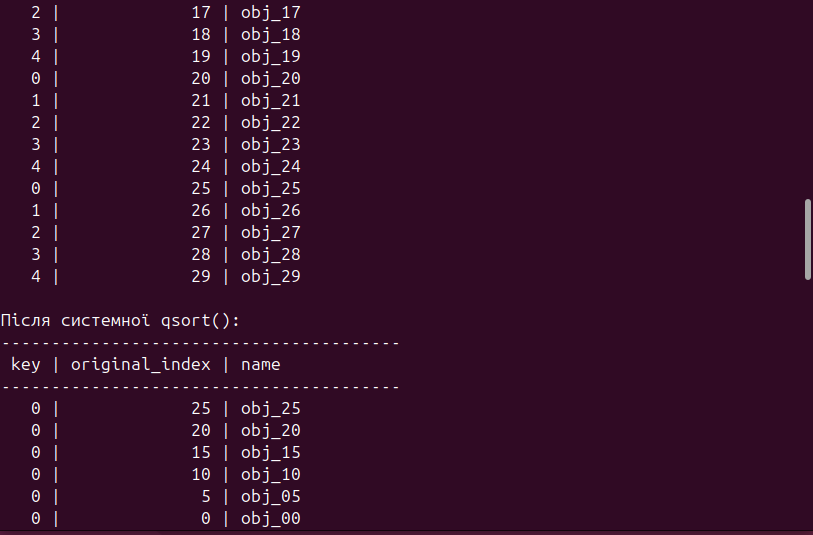 2 | 17 | obj_17
3 | 18 | obj_18
4 | 19 | obj_19
0 | 20 | obj_20
1 | 21 | obj_21
2 | 22 | obj_22
3 | 23 | obj_23
4 | 24 | obj_24
0 | 25 | obj_25
1 | 26 | obj_26
2 | 27 | obj_27
3 | 28 | obj_28
4 | 29 | obj_29
Після системної qsort():
----------------------------------------
key | original_index | name
----------------------------------------
0 | 25 | obj_25
0 | 20 | obj_20
0 | 15 | obj_15
0 | 10 | obj_10
0 | 5 | obj_05
0 | 0 | obj_00